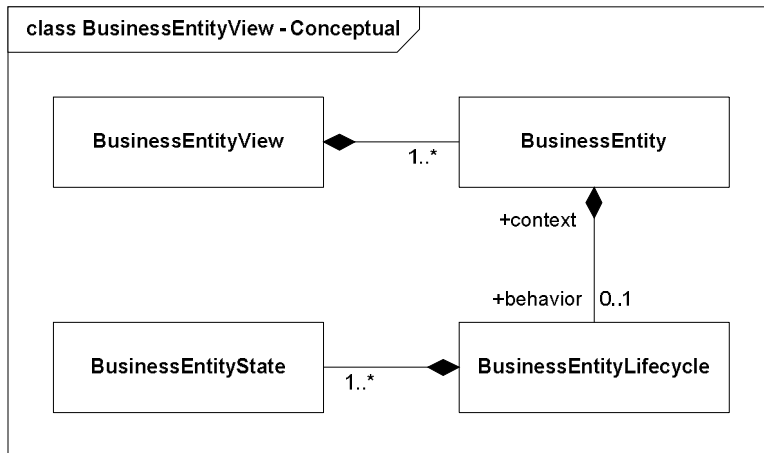 class BusinessEntityView - Conceptual
BusinessEntityView
1..*
BusinessEntity
+context
+behavior 0..1
BusinessEntityState
1..*
BusinessEntityLifecycle